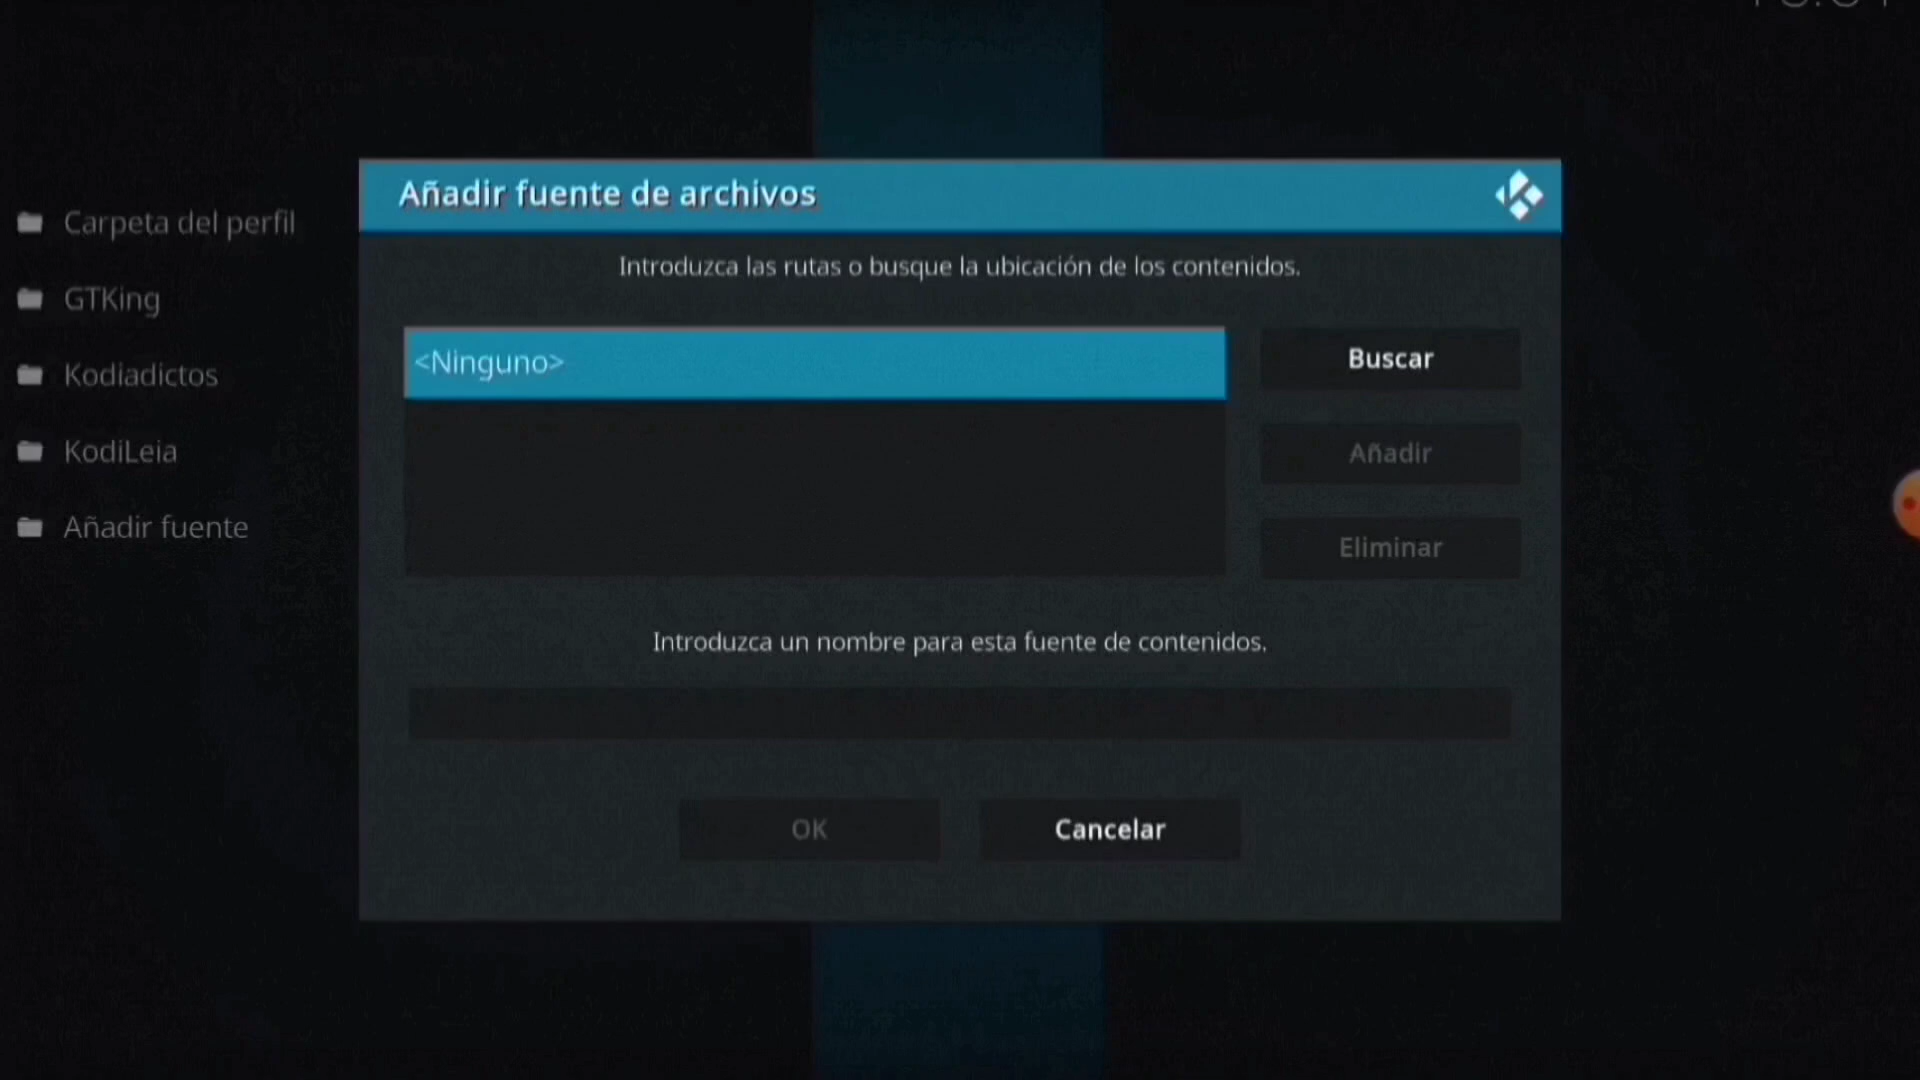 Añadir fuente de archivos
Introduzca las rutas o busque la ubicación de los contenidos.
Carpeta del perfil
GTKing
Kodiadictos
KodiLeia
Añadir fuente
<Ninguno>
Buscar
Añadir
Eliminar
Introduzca un nombre para esta fuente de contenidos.
OK
Cancelar